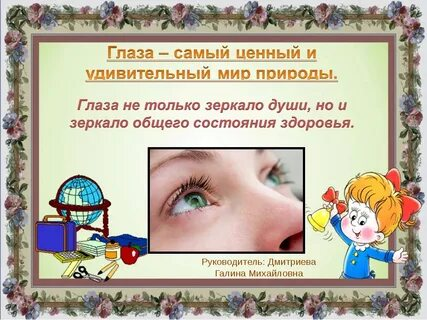 Глаза – самый ценный и
удивительный мир природы.
Глаза не только зеркало души, но и
зеркало общего состояния здоровья.
Руководитель: Дмитриева
Галина Михайловна